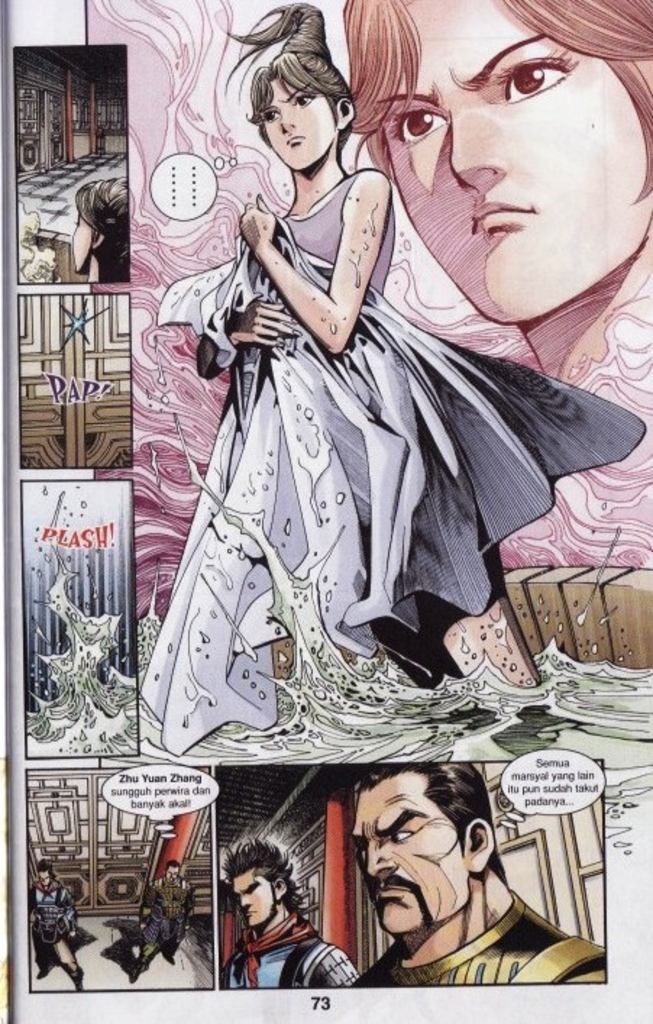 ......
PAP!
PLASH!
Zhu Yuan Zhang
sungguh perwira dan
banyak akal!
Semua
marsyal yang lain
itu pun sudah takut
padanya...
73